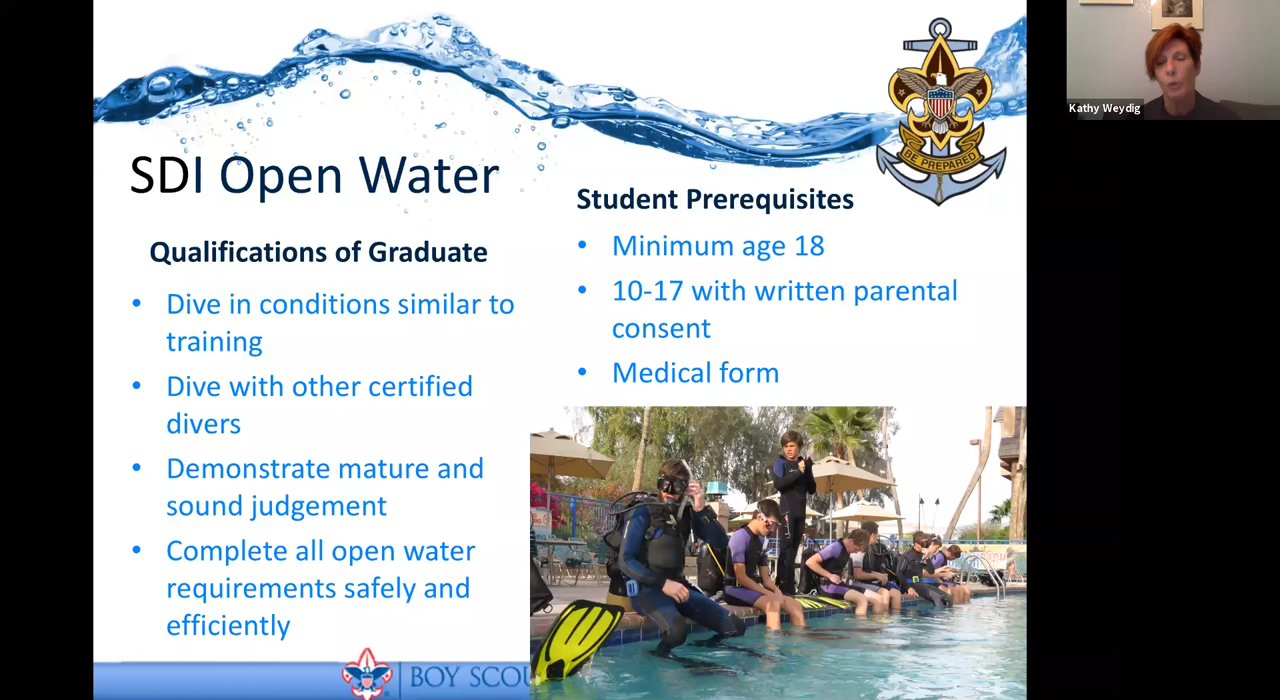 SDI Open Water
Qualifications of Graduate
• Dive in conditions similar to
training
• Dive with other certified
divers
• Demonstrate mature and
sound judgement
• Complete all open water
requirements safely and
efficiently
Student Prerequisites
• Minimum age 18
• 10-17 with written parental
consent
• Medical form
BE PREPARED
BOY SCOU
Kathy Weydig